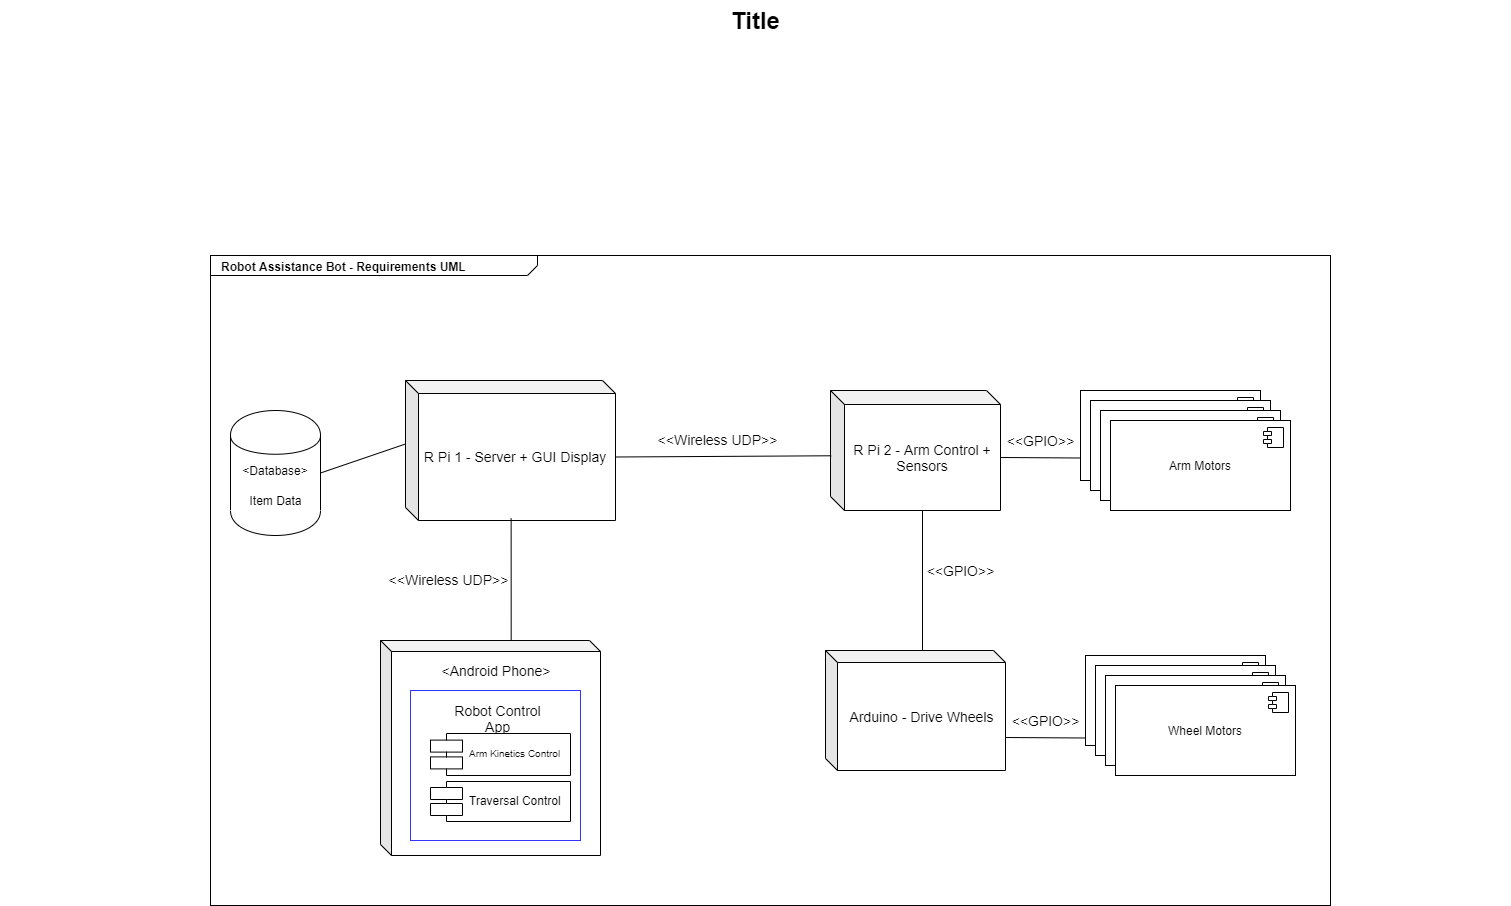 Title
Robot Assistance Bot - Requirements UML
<Database>
Item Data
R Pi 1 - Server + GUI Display
<<Wireless UDP>>
R Pi 2 - Arm Control +
Sensors
<<GPIO>>
Arm Motors
<<Wireless UDP>>
<<GPIO>>
<Android Phone>
Robot Control
App
Arm Kinetics Control
Traversal Control
Arduino - Drive Wheels
<<GPIO>>
Wheel Motors